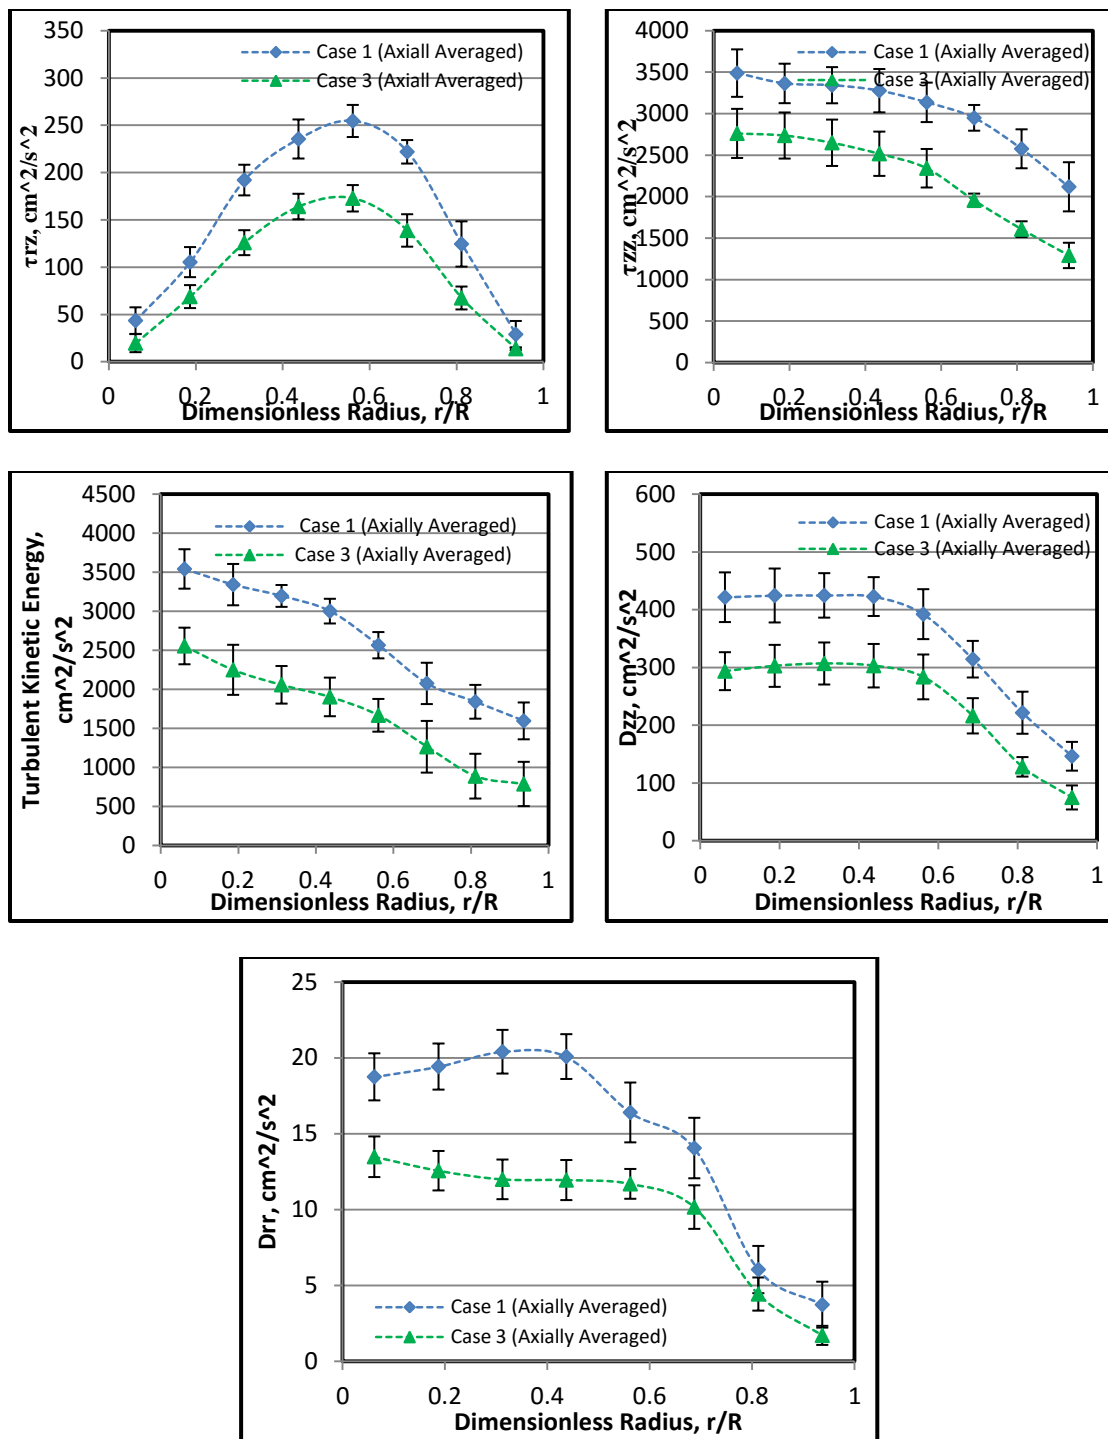 350
300
250
200
150
100
50
0
τrz, cm^2/s^2
Case 1 (Axiall Averaged)
Case 3 (Axiall Averaged)
0 0.2 0.4 0.6 0.8 1
Dimensionless Radius, r/R
4000
3500
3000
2500
2000
1500
1000
500
0
τzz, cm^2/s^2
Case 1 (Axially Averaged)
Case 3 (Axially Averaged)
0 0.2 0.4 0.6 0.8 1
Dimensionless Radius, r/R
4500
4000
3500
3000
2500
2000
1500
1000
500
0
Turbulent Kinetic Energy,
cm^2/s^2
Case 1 (Axially Averaged)
Case 3 (Axially Averaged)
0 0.2 0.4 0.6 0.8 1
Dimensionless Radius, r/R
600
500
400
300
200
100
0
Dzz, cm^2/s^2
Case 1 (Axially Averaged)
Case 3 (Axially Averaged)
0 0.2 0.4 0.6 0.8 1
Dimensionless Radius, r/R
25
20
15
10
5
0
Drr, cm^2/s^2
Case 1 (Axially Averaged)
Case 3 (Axially Averaged)
0 0.2 0.4 0.6 0.8 1
Dimensionless Radius, r/R